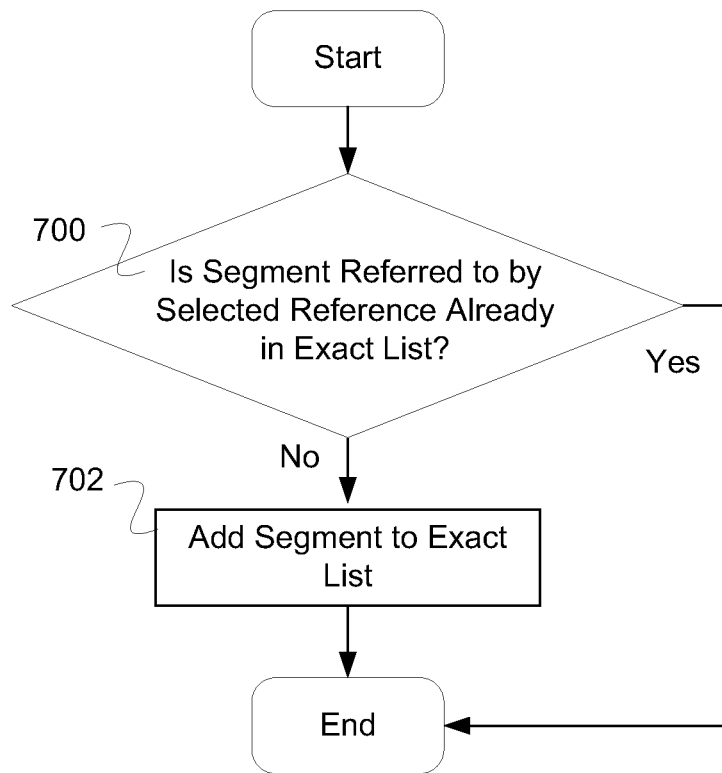 Start
700
Is Segment Referred to by
Selected Reference Already
in Exact List?
Yes
No
702
Add Segment to Exact
List
End